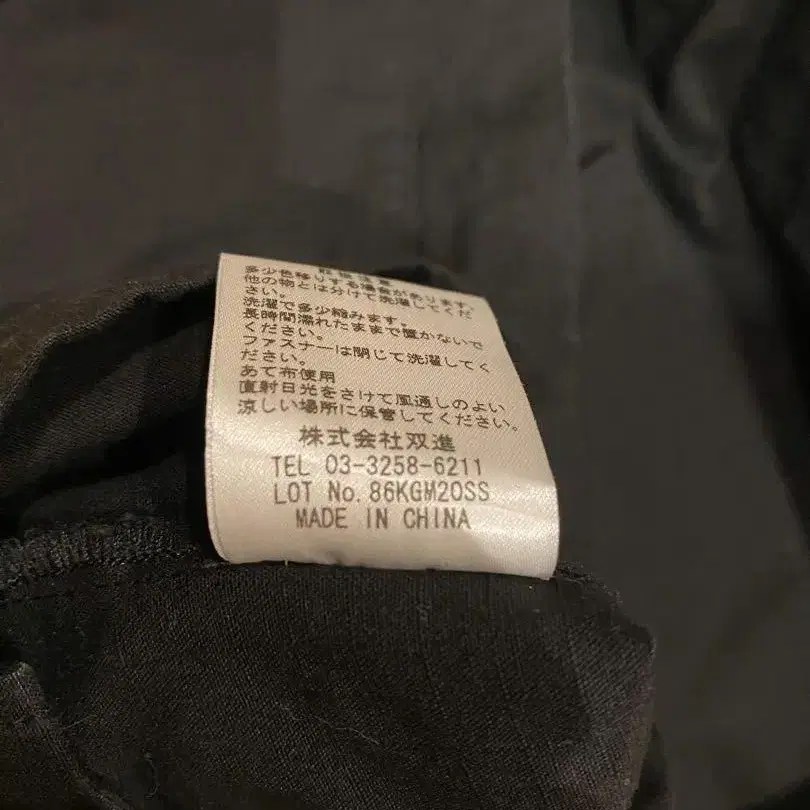 取扱注意
多少色移りする場合があります。
他の物とは分けて洗濯してくだ
さい。
洗濯で多少縮みます。
長時間濡れたままで置かないで
ください。
ファスナーは閉じて洗濯してく
ださい。
あて布使用
直射日光をさけて風通しのよい
涼しい場所に保管してください。
株式会社双進
TEL 03-3258-6211
LOT No. 86KGM20SS
MADE IN CHINA